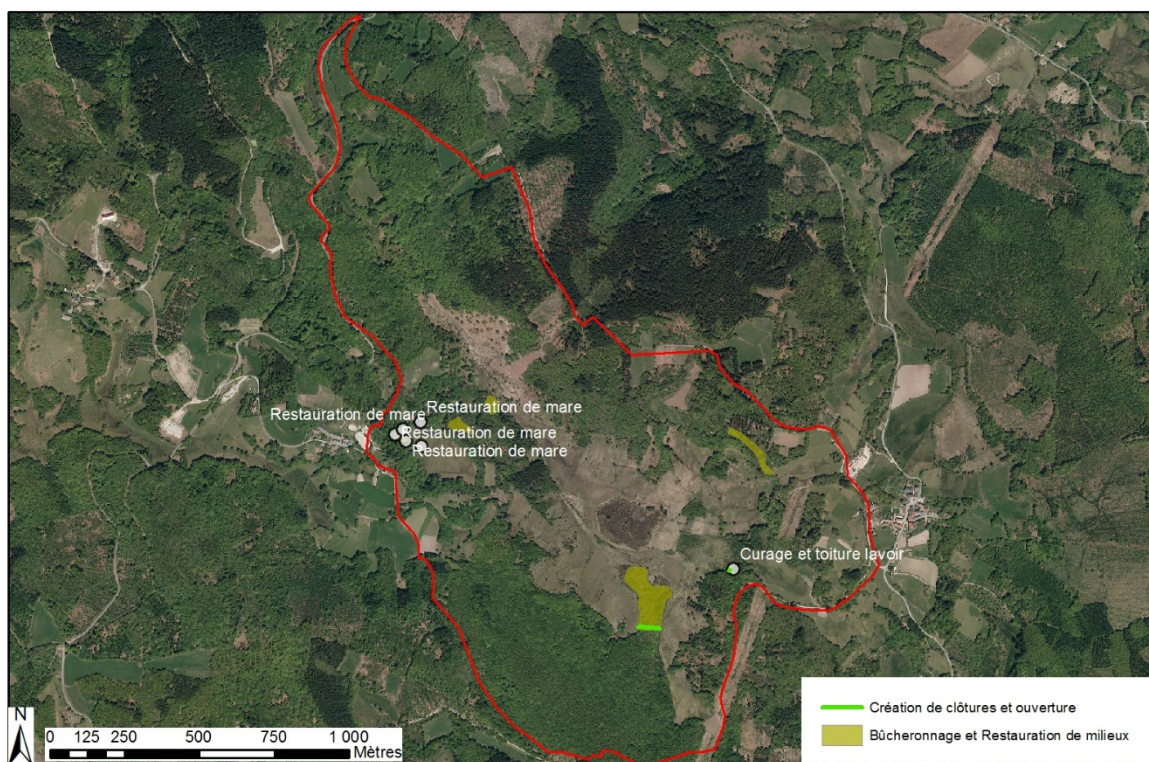 Restauration de mare
Restauration de mare
Restauration de mare
Restauration de mare
Curage et toiture lavoir
N
0 125 250 500 750 1 000
Mètres
Création de clôtures et ouverture
Bûcheronnage et Restauration de milieux